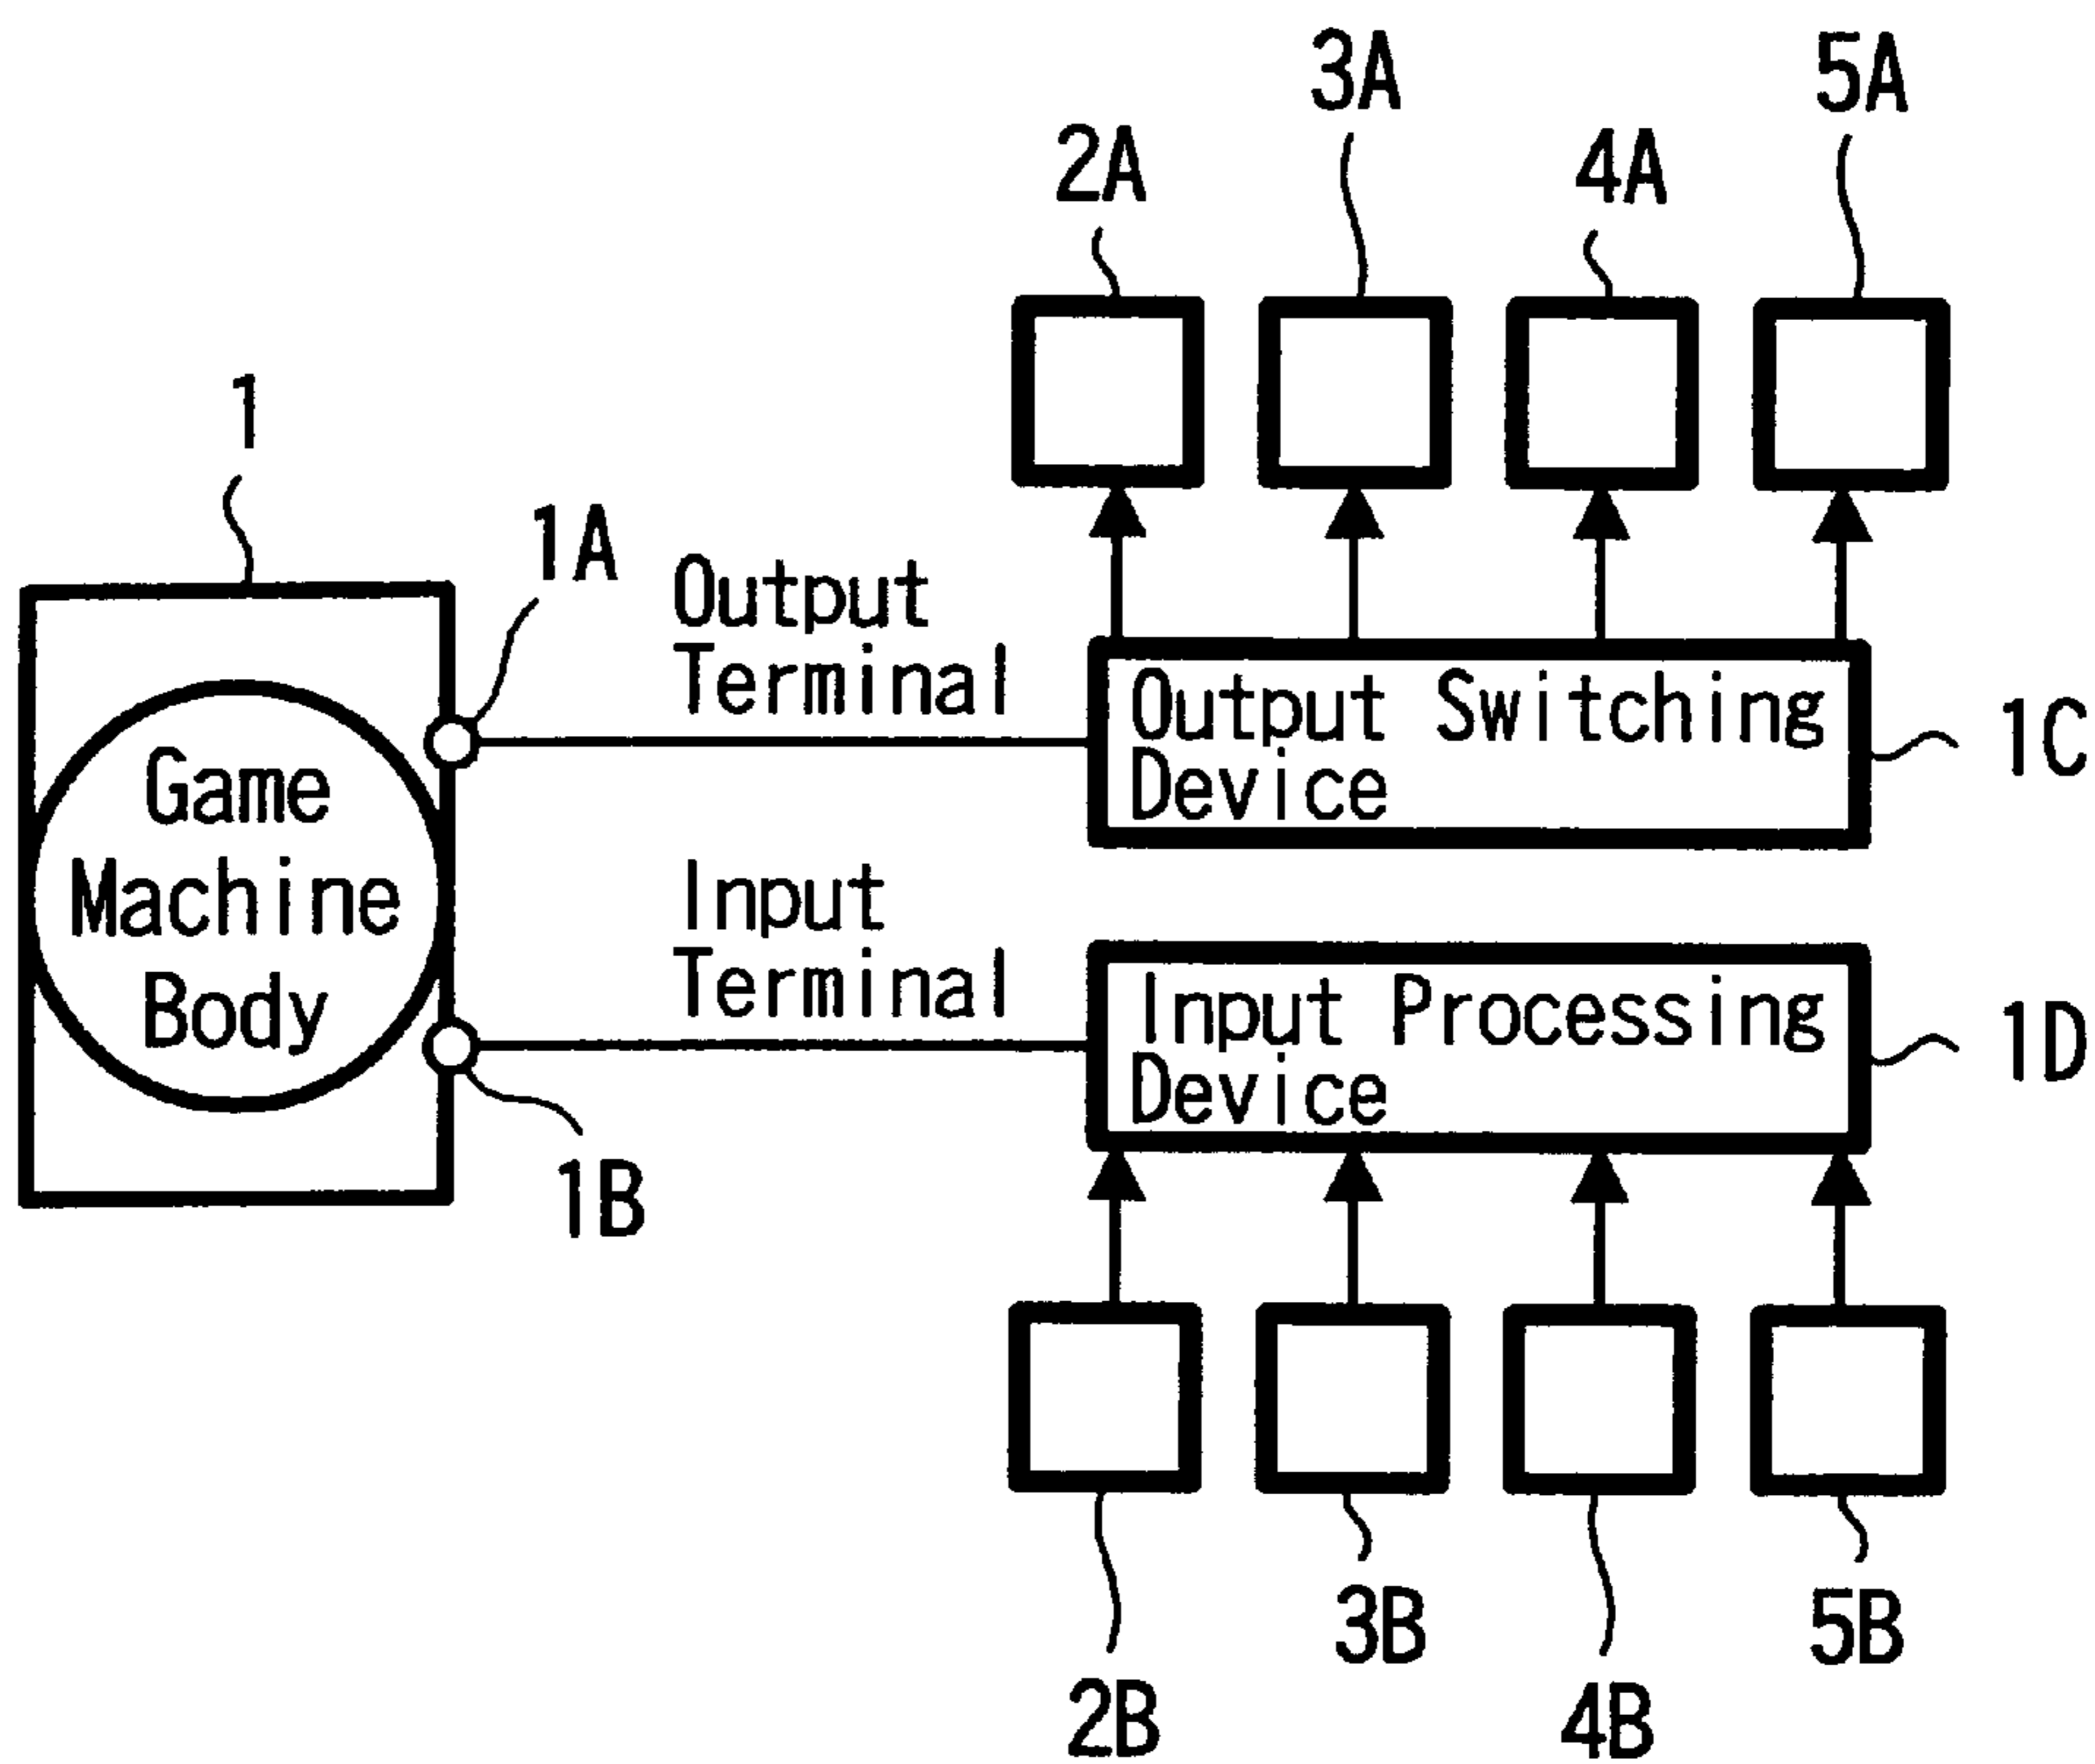 3A
5A
2A
4A
1
1A
Output
Terminal
Output Switching
Device
1C
Game
Machine
Body
Input
Terminal
Input Processing
Device
1D
1B
3B
5B
2B
4B